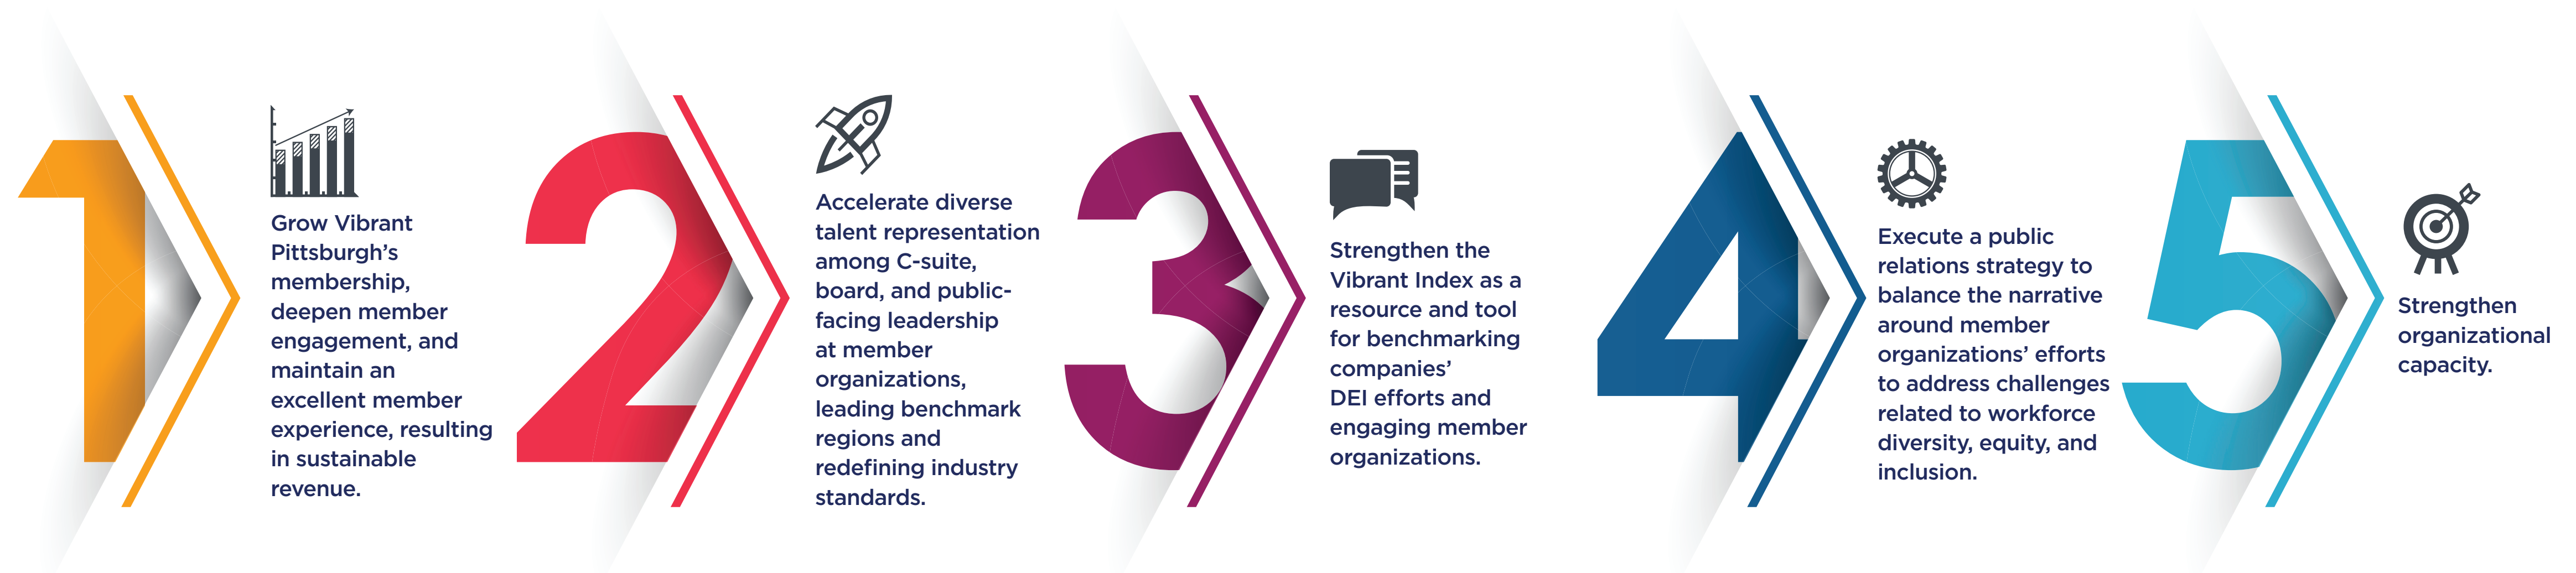 1
Grow Vibrant
Pittsburgh’s
membership,
deepen member
engagement, and
maintain an
excellent member
experience, resulting
in sustainable
revenue.
2
Accelerate diverse
talent representation
among C-suite,
board, and public-
facing leadership
at member
organizations,
leading benchmark
regions and
redefining industry
standards.
3
Strengthen the
Vibrant Index as a
resource and tool
for benchmarking
companies’
DEI efforts and
engaging member
organizations.
4
Execute a public
relations strategy to
balance the narrative
around member
organizations’ efforts
to address challenges
related to workforce
diversity, equity, and
inclusion.
5
Strengthen
organizational
capacity.